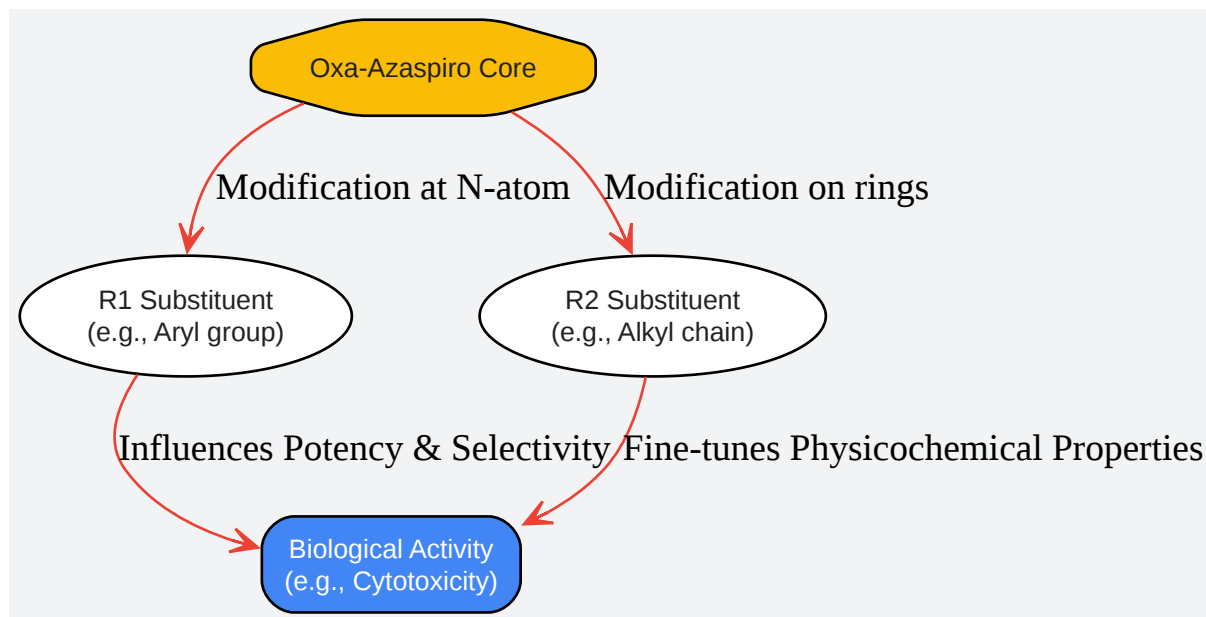 Oxa-Azaspiro Core
Modification at N-atom
Modification on rings
R1 Substituent
(e.g., Aryl group)
R2 Substituent
(e.g., Alkyl chain)
Influences Potency & Selectivity
Fine-tunes Physicochemical Properties
Biological Activity
(e.g., Cytotoxicity)